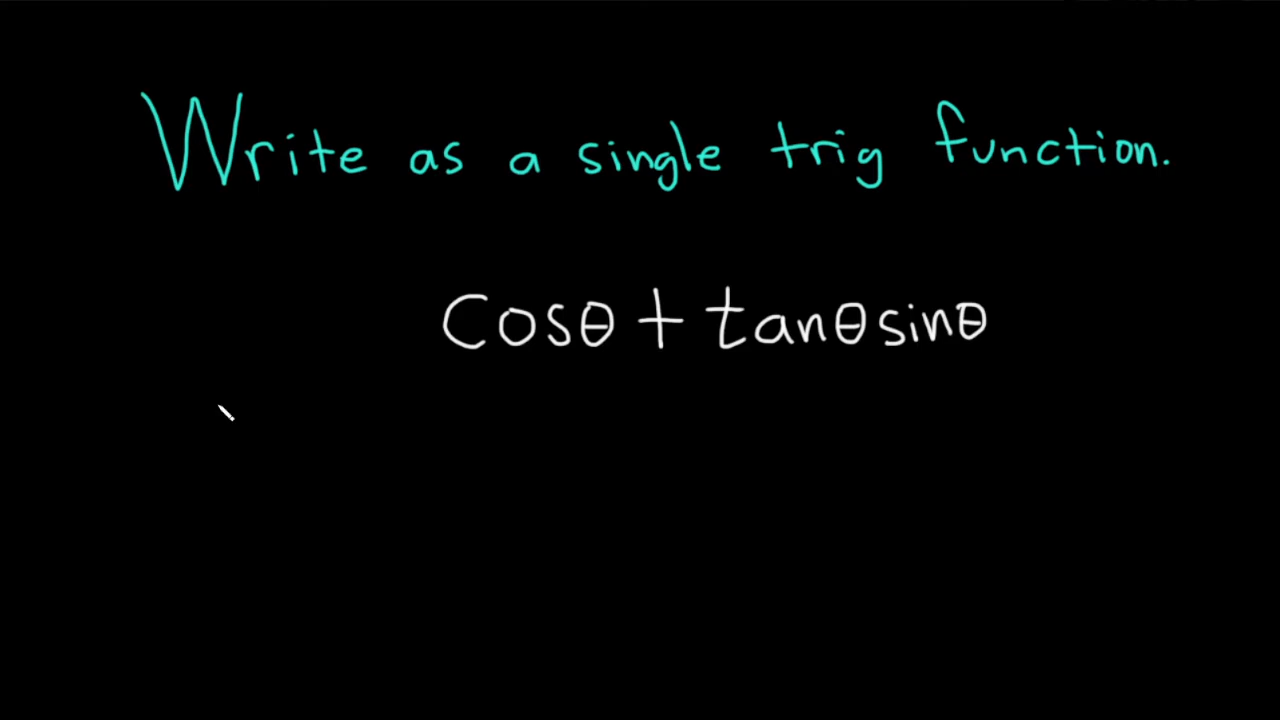 Write as a single trig function.
Cosθ + tanθsinθ